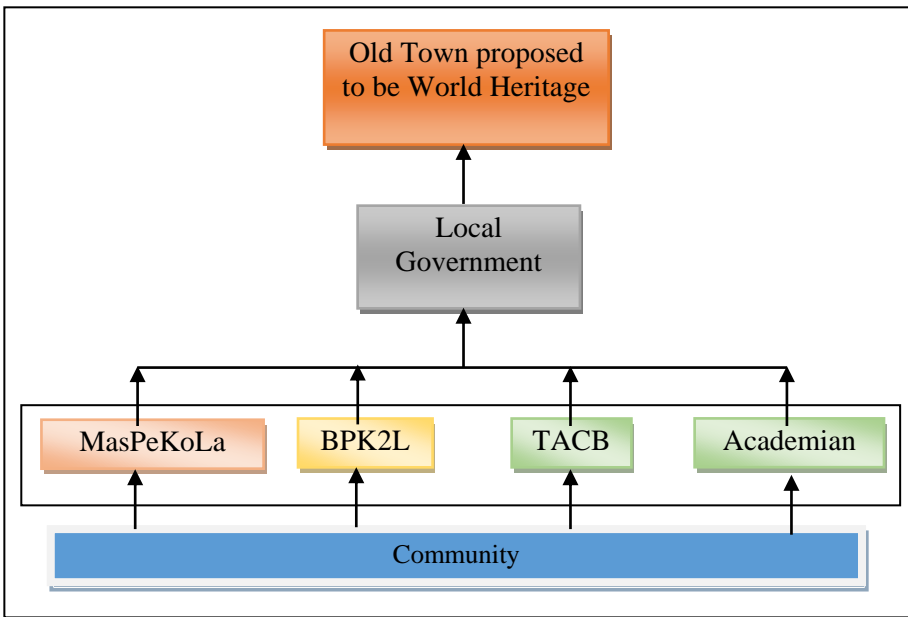 Old Town proposed
to be World Heritage
Local
Government
MasPeKoLa
BPK2L
TACB
Academian
Community